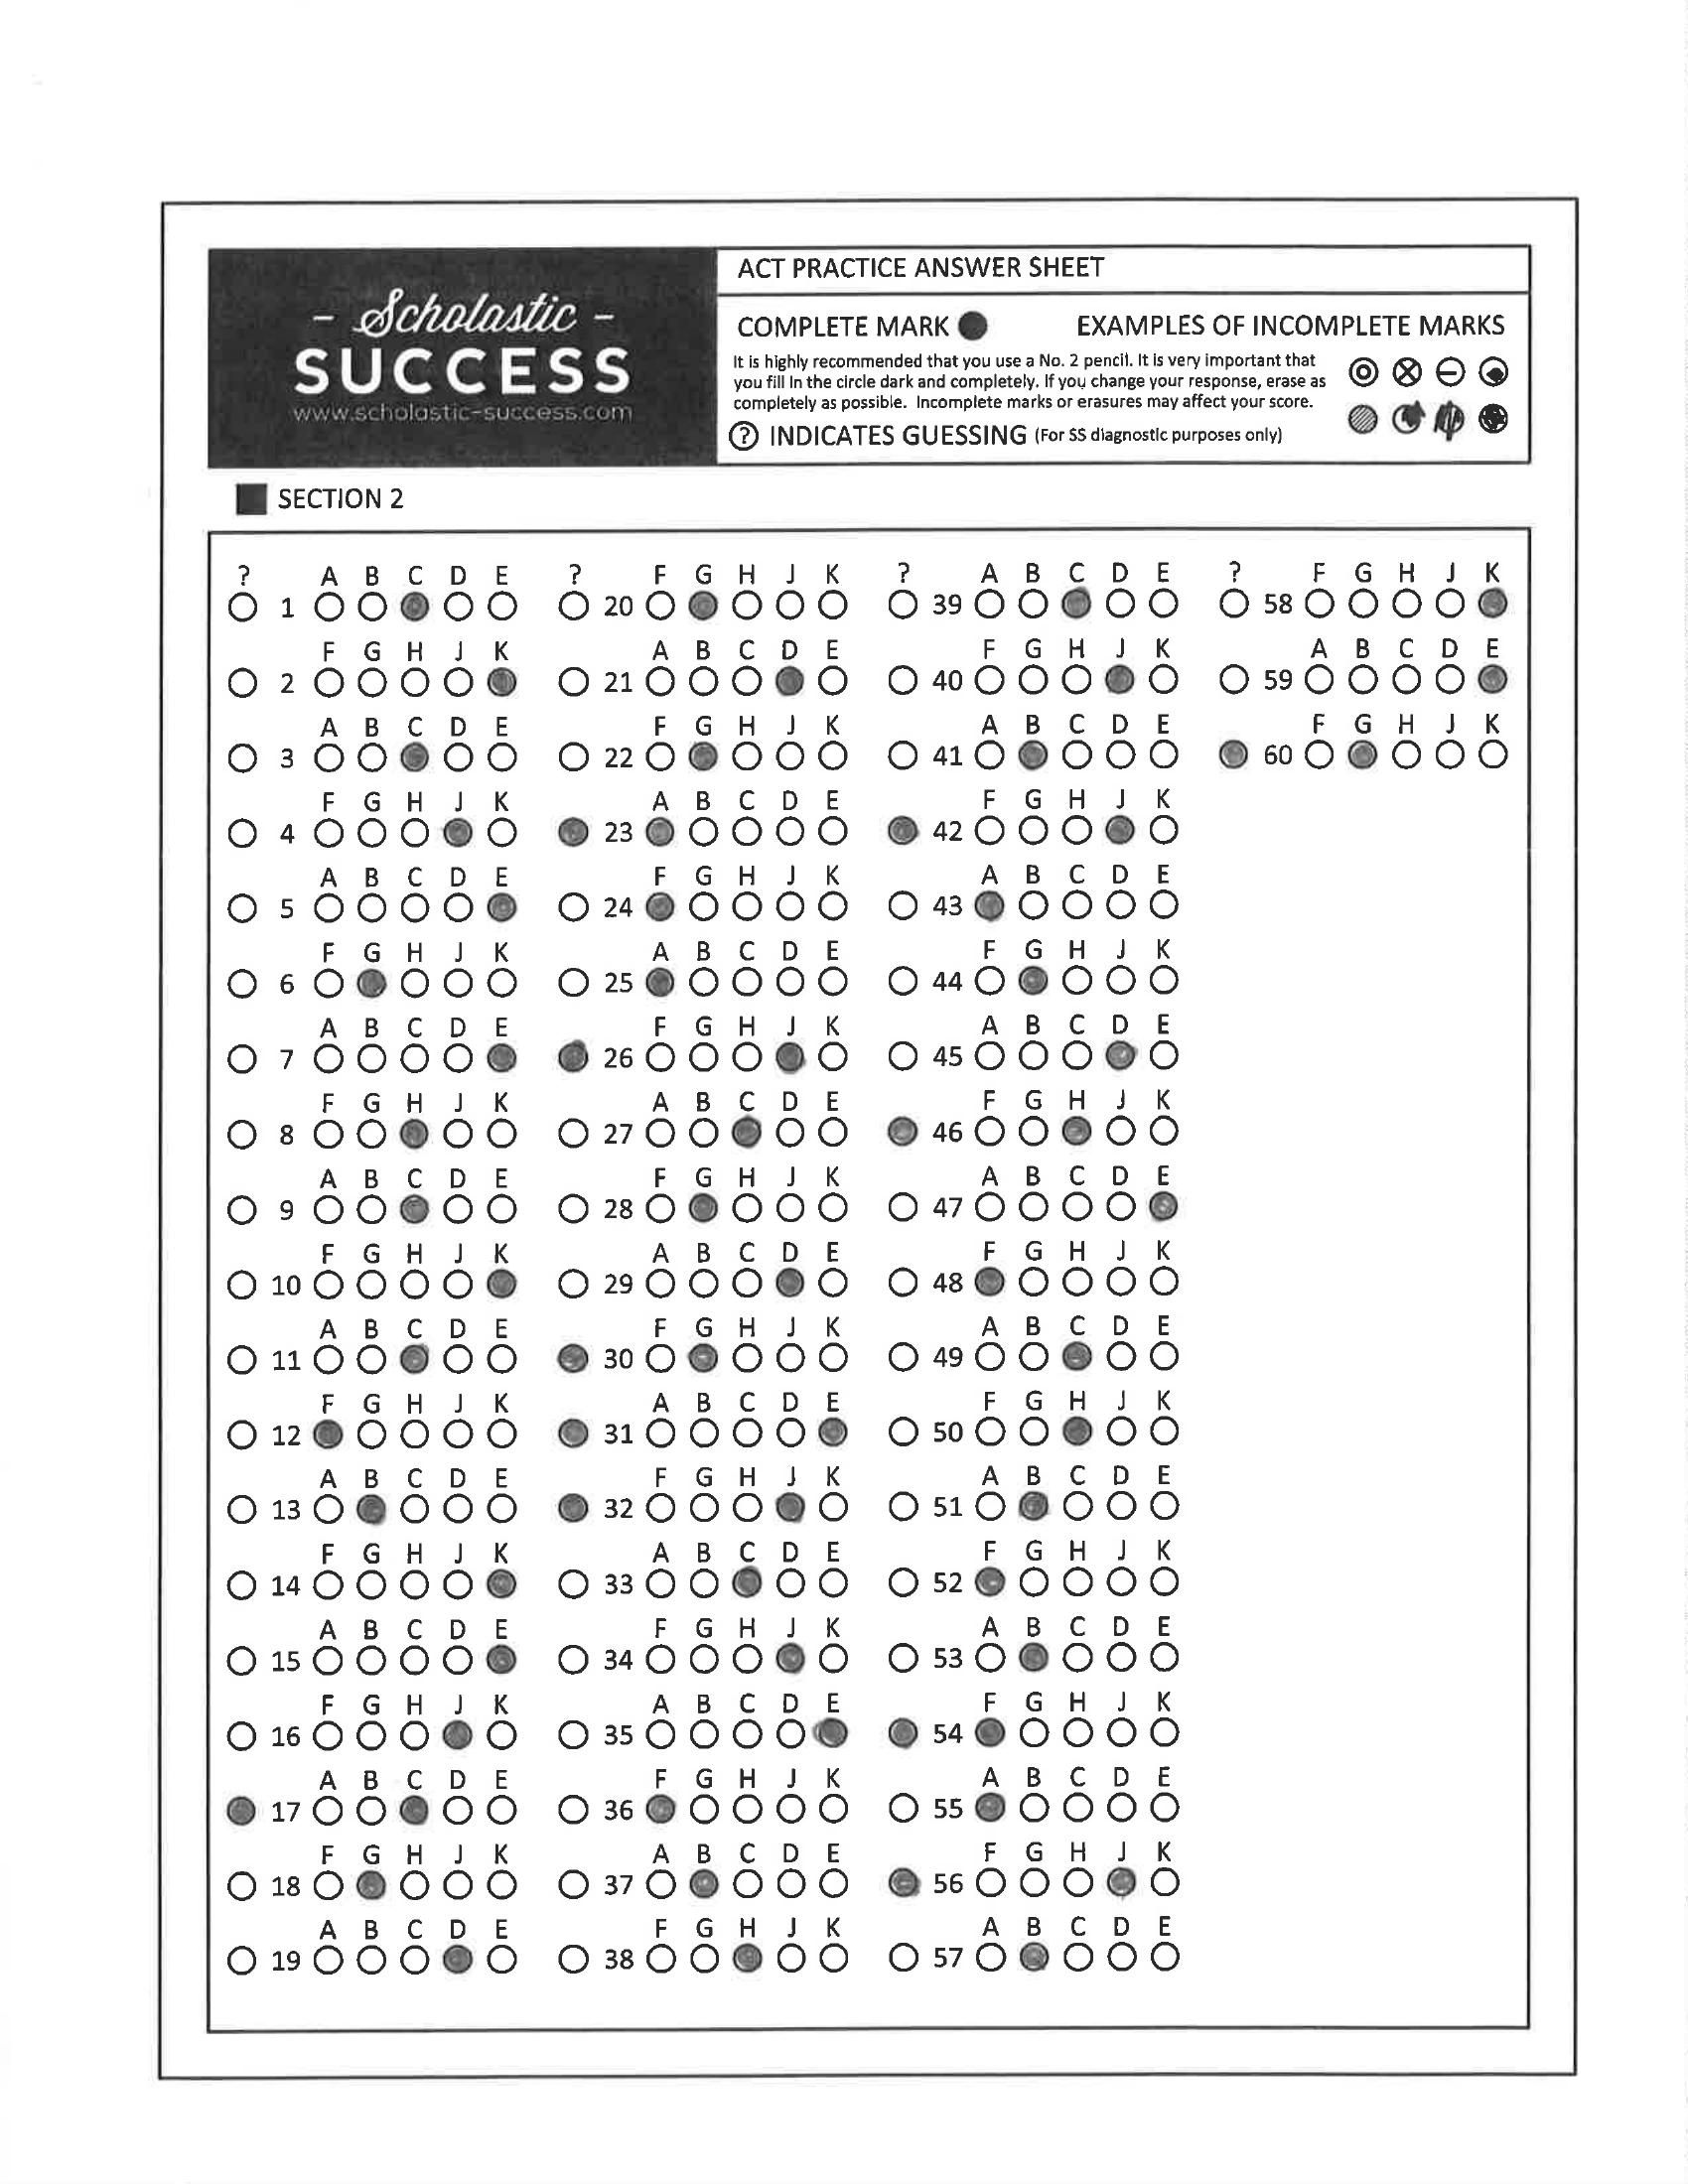 - Scholastic -
SUCCESS
www.scholastic-success.com
ACT PRACTICE ANSWER SHEET
COMPLETE MARK EXAMPLES OF INCOMPLETE MARKS
It is highly recommended that you use a No. 2 pencil. It is very important that
you fill in the circle dark and completely. If you change your response, erase as
completely as possible. Incomplete marks or erasures may affect your score.
? INDICATES GUESSING (For SS diagnostic purposes only)
SECTION 2
? A B C D E ? F G H J K ? A B C D E ? F G H J K
1 20 39 58
F G H J K A B C D E F G H J K A B C D E
2 21 40 59
A B C D E F G H J K A B C D E F G H J K
3 22 41 60
F G H J K A B C D E F G H J K
4 23 42
A B C D E F G H J K A B C D E
5 24 43
F G H J K A B C D E F G H J K
6 25 44
A B C D E F G H J K A B C D E
7 26 45
F G H J K A B C D E F G H J K
8 27 46
A B C D E F G H J K A B C D E
9 28 47
F G H J K A B C D E F G H J K
10 29 48
A B C D E F G H J K A B C D E
11 30 49
F G H J K A B C D E F G H J K
12 31 50
A B C D E F G H J K A B C D E
13 32 51
F G H J K A B C D E F G H J K
14 33 52
A B C D E F G H J K A B C D E
15 34 53
F G H J K A B C D E F G H J K
16 35 54
A B C D E F G H J K A B C D E
17 36 55
F G H J K A B C D E F G H J K
18 37 56
A B C D E F G H J K A B C D E
19 38 57